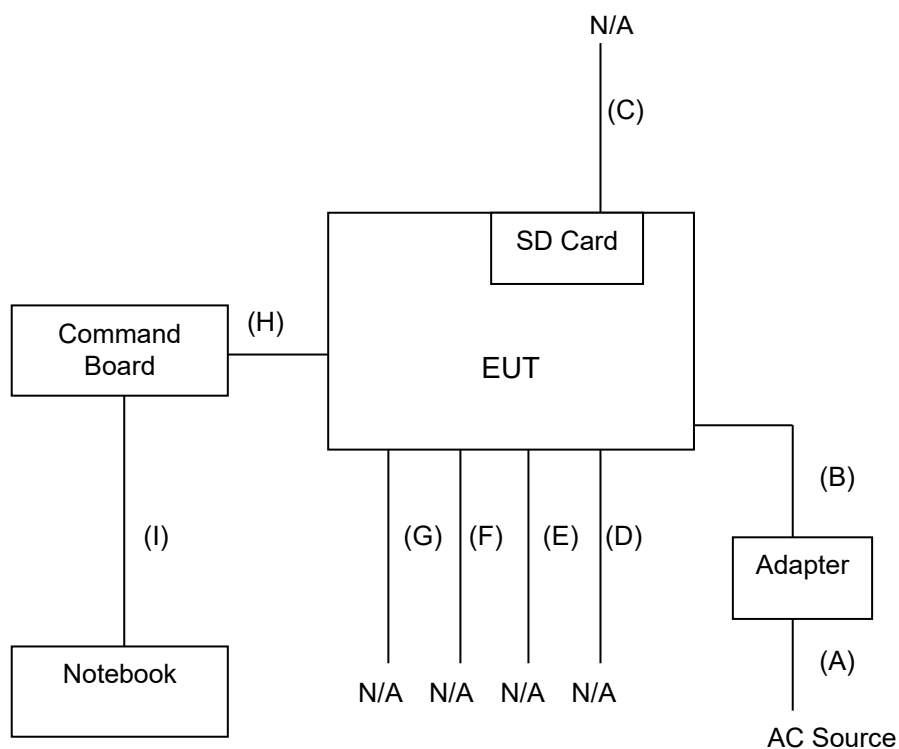 N/A
(C)
SD Card
Command
Board
(H)
EUT
(B)
(I)
(G)
(F)
(E)
(D)
Adapter
Notebook
(A)
N/A
N/A
N/A
N/A
AC Source